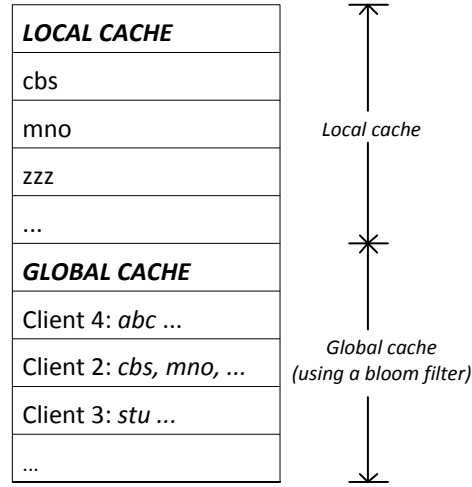 LOCAL CACHE
cbs
mno
zzz
...
GLOBAL CACHE
Client 4: abc ...
Client 2: cbs, mno, ...
Client 3: stu ...
...
Local cache
Global cache
(using a bloom filter)